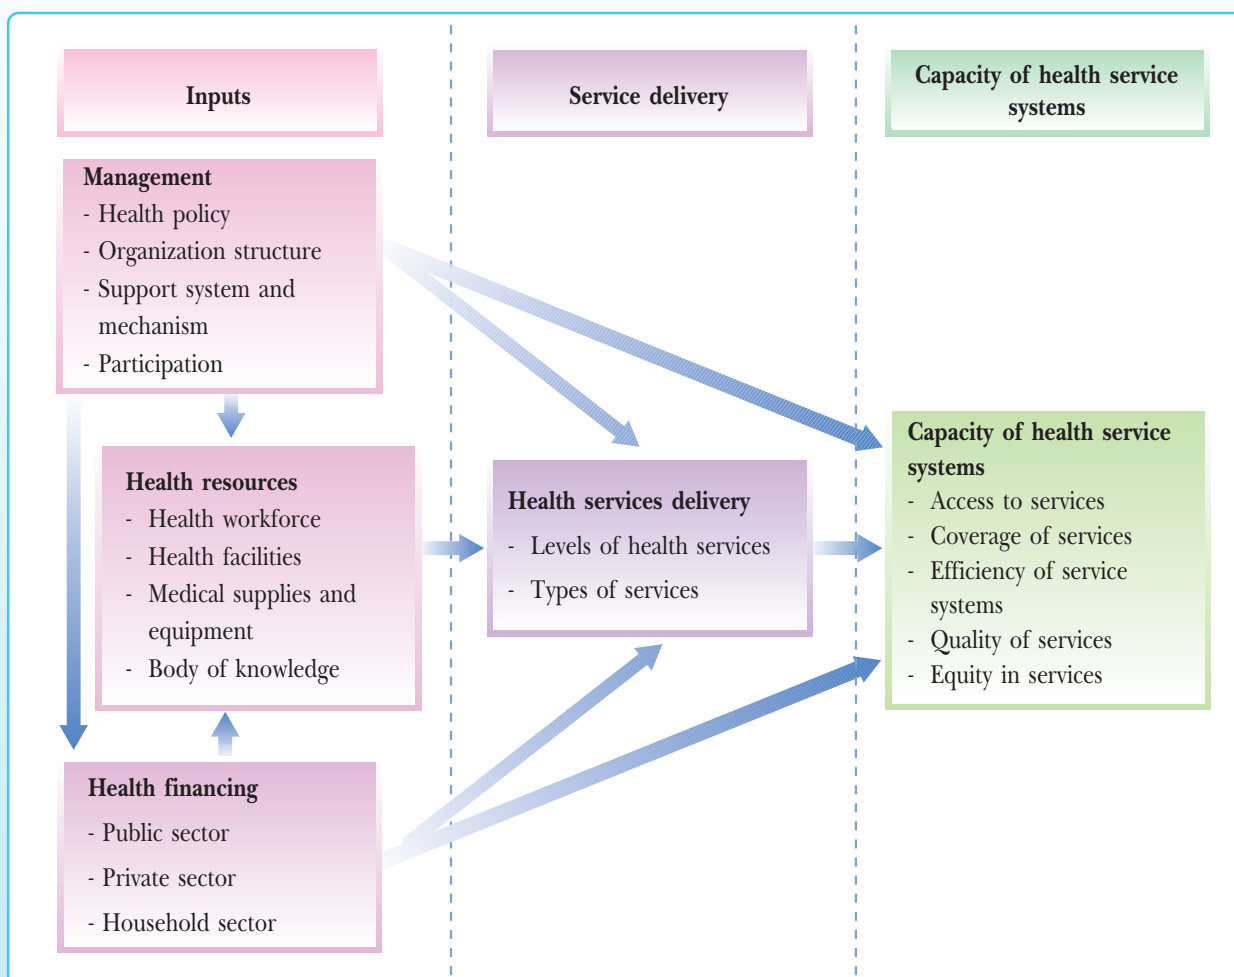 Inputs
Service delivery
Capacity of health service
systems
Management
- Health policy
- Organization structure
- Support system and
mechanism
- Participation
Health resources
- Health workforce
- Health facilities
- Medical supplies and
equipment
- Body of knowledge
Health financing
- Public sector
- Private sector
- Household sector
Health services delivery
- Levels of health services
- Types of services
Capacity of health service
systems
- Access to services
- Coverage of services
- Efficiency of service
systems
- Quality of services
- Equity in services